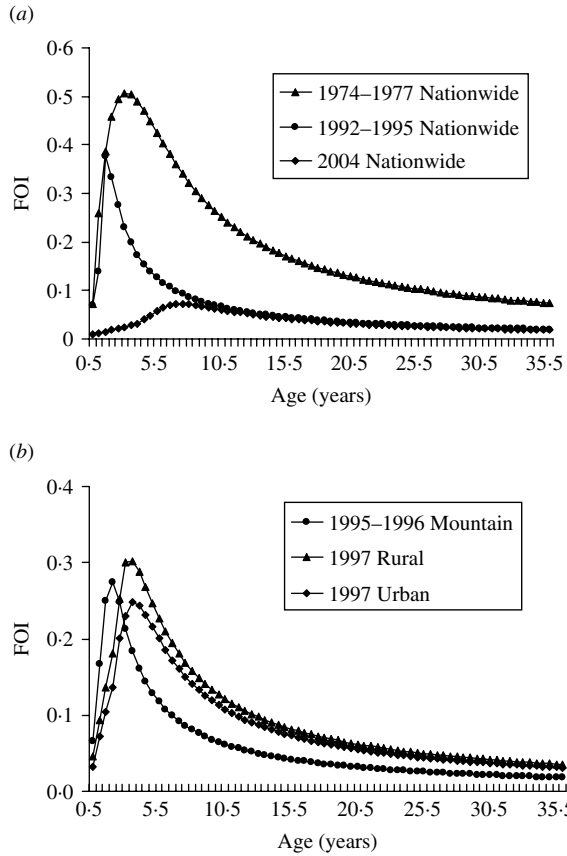 (a)
0·6
0·5
0·4
0·3
0·2
0·1
0
FOI
1974–1977 Nationwide
1992–1995 Nationwide
2004 Nationwide
0·5 5·5 10·5 15·5 20·5 25·5 30·5 35·5
Age (years)
(b)
0·4
0·3
0·2
0·1
0·0
FOI
1995–1996 Mountain
1997 Rural
1997 Urban
0·5 5·5 10·5 15·5 20·5 25·5 30·5 35·5
Age (years)